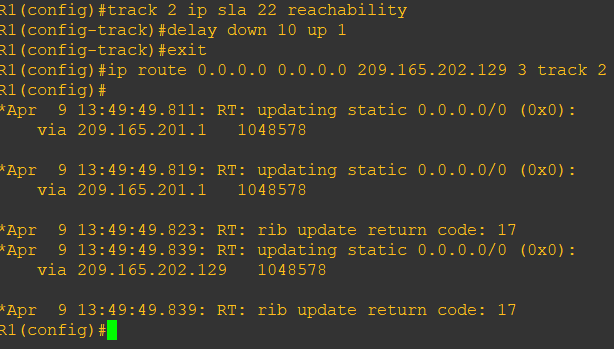 R1(config)#track 2 ip sla 22 reachability
R1(config-track)#delay down 10 up 1
R1(config-track)#exit
R1(config)#ip route 0.0.0.0 0.0.0.0 209.165.202.129 3 track 2
R1(config)#
*Apr  9 13:49:49.811: RT: updating static 0.0.0.0/0 (0x0):
    via 209.165.201.1   1048578
*Apr  9 13:49:49.819: RT: updating static 0.0.0.0/0 (0x0):
    via 209.165.201.1   1048578
*Apr  9 13:49:49.823: RT: rib update return code: 17
*Apr  9 13:49:49.839: RT: updating static 0.0.0.0/0 (0x0):
    via 209.165.202.129   1048578
*Apr  9 13:49:49.839: RT: rib update return code: 17
R1(config)#